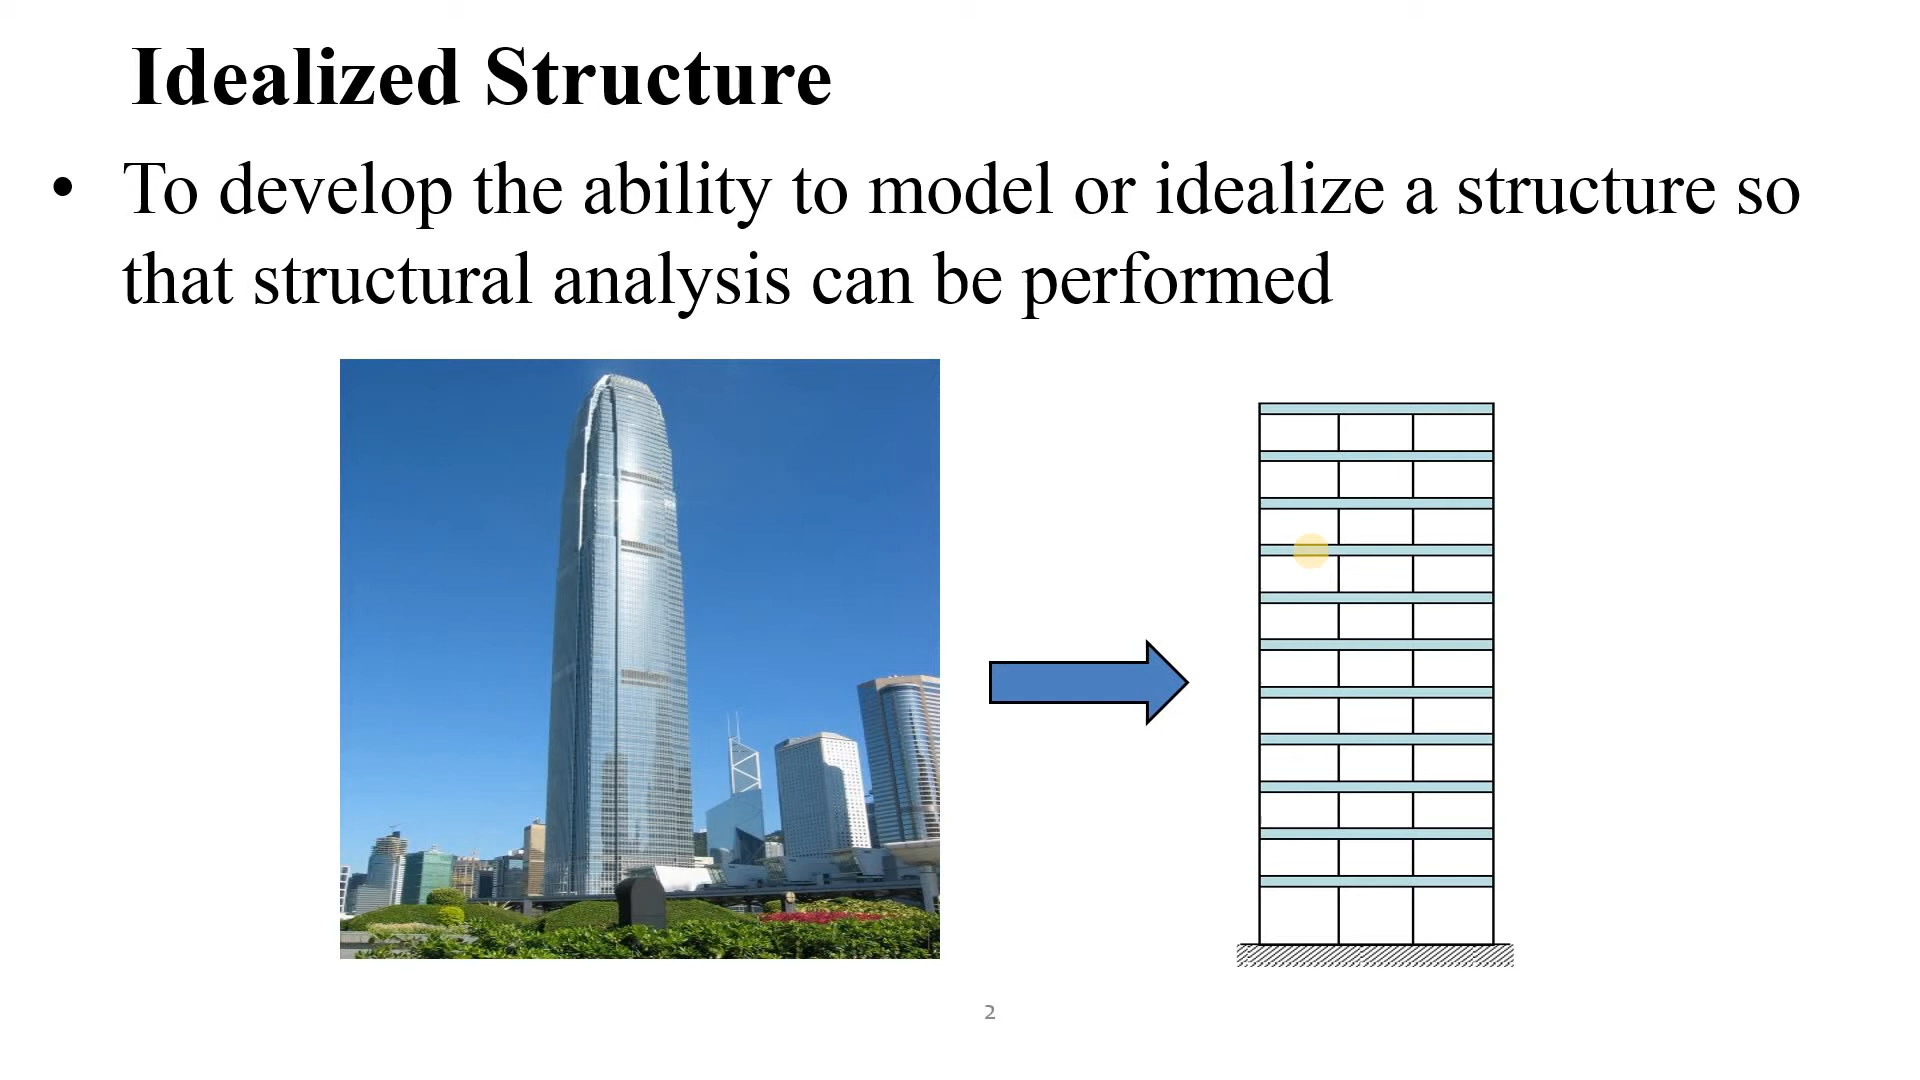 Idealized Structure
• To develop the ability to model or idealize a structure so
that structural analysis can be performed
2